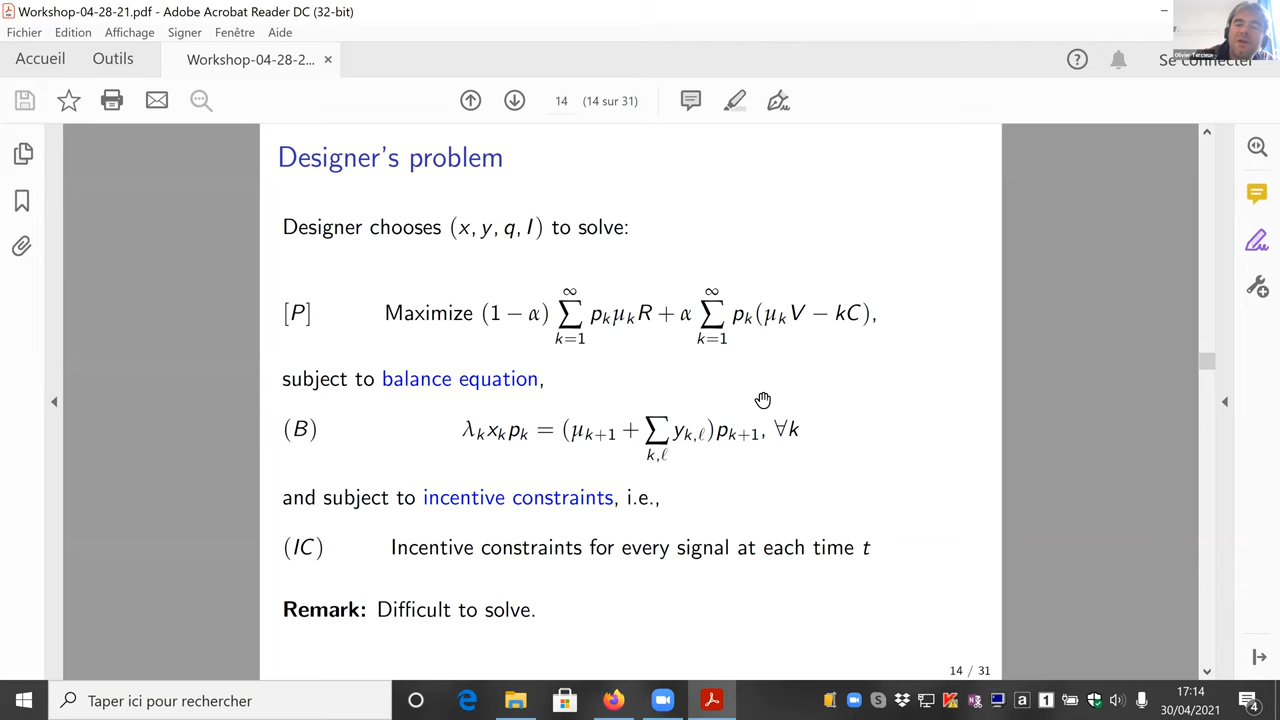 Workshop-04-28-21.pdf - Adobe Acrobat Reader DC (32-bit)
Fichier Edition Affichage Signer Fenêtre Aide
Accueil Outils Workshop-04-28-2... × Se connecter
Olivier Tercieux
14 (14 sur 31)
Designer's problem
Designer chooses (x, y, q, I) to solve:
[P] Maximize (1 − α) ∑_{k=1}^{∞} p_k μ_k R + α ∑_{k=1}^{∞} p_k(μ_k V − kC),
subject to balance equation,
(B) λ_k x_k p_k = (μ_{k+1} + ∑_{k,ℓ} y_{k,ℓ})p_{k+1}, ∀k
and subject to incentive constraints, i.e.,
(IC) Incentive constraints for every signal at each time t
Remark: Difficult to solve.
14 / 31
Taper ici pour rechercher
17:14
30/04/2021
4